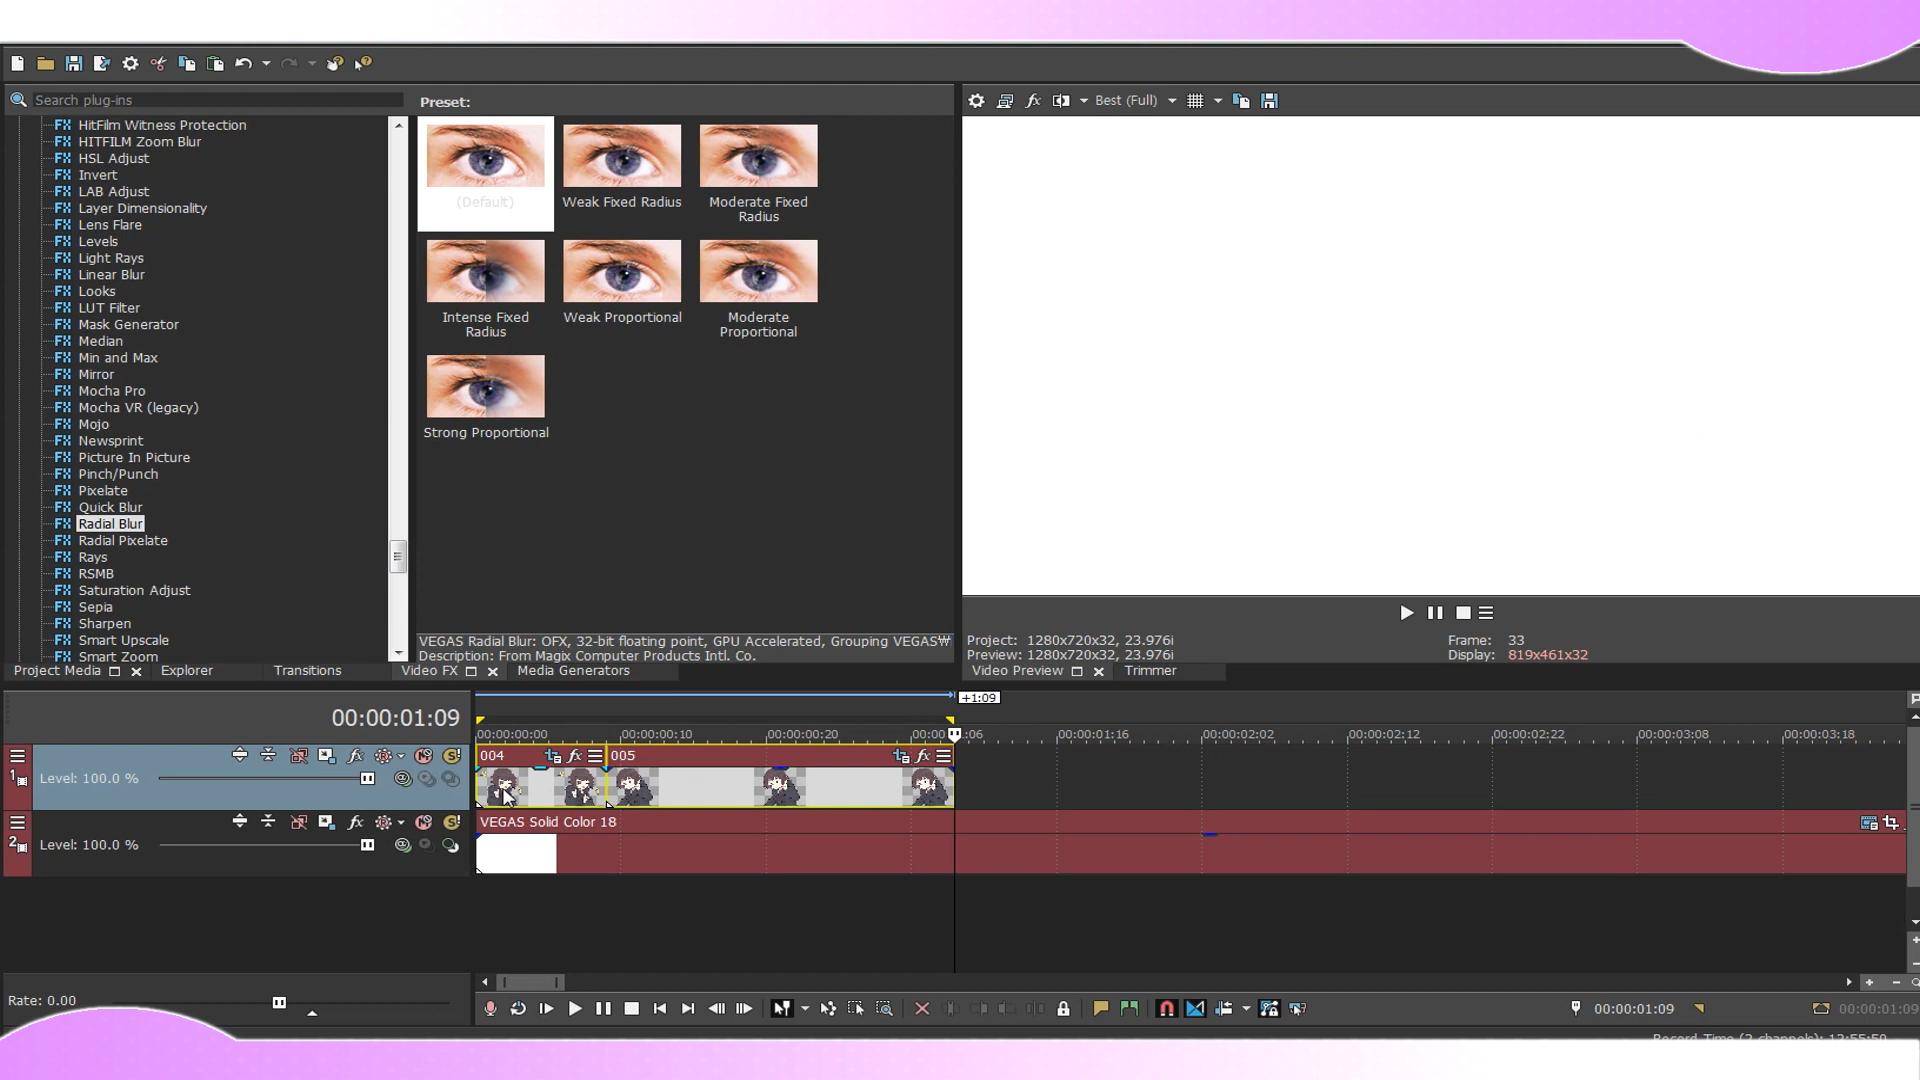 Search plug-ins
Preset:
Best (Full)
HitFilm Witness Protection
HITFILM Zoom Blur
HSL Adjust
Invert
LAB Adjust
Layer Dimensionality
Lens Flare
Levels
Light Rays
Linear Blur
Looks
LUT Filter
Mask Generator
Median
Min and Max
Mirror
Mocha Pro
Mocha VR (legacy)
Mojo
Newsprint
Picture In Picture
Pinch/Punch
Pixelate
Quick Blur
Radial Blur
Radial Pixelate
Rays
RSMB
Saturation Adjust
Sepia
Sharpen
Smart Upscale
Smart Zoom
(Default)
Weak Fixed Radius
Moderate Fixed
Radius
Intense Fixed
Radius
Weak Proportional
Moderate
Proportional
Strong Proportional
VEGAS Radial Blur: OFX, 32-bit floating point, GPU Accelerated, Grouping VEGAS₩
Description: From Magix Computer Products Intl. Co.
Project: 1280x720x32, 23.976i
Preview: 1280x720x32, 23.976i
Frame: 33
Display: 819x461x32
Project Media
Explorer
Transitions
Video FX
Media Generators
Video Preview
Trimmer
00:00:01:09
+1:09
00:00:00:00
00:00:00:10
00:00:00:20
00:00
:06
00:00:01:16
00:00:02:02
00:00:02:12
00:00:02:22
00:00:03:08
00:00:03:18
004
005
1
Level: 100.0 %
VEGAS Solid Color 18
2
Level: 100.0 %
Rate: 0.00
00:00:01:09
00:00:01:09